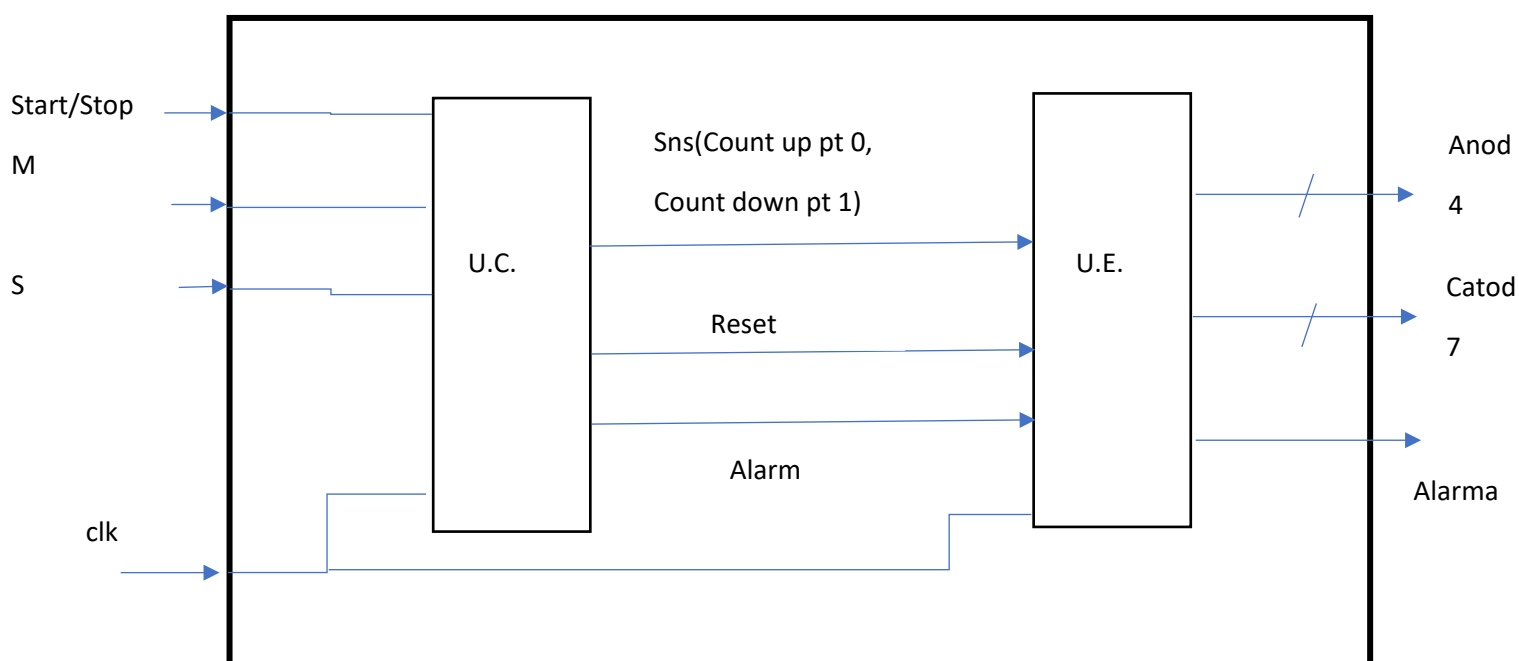 Start/Stop
M
S
clk
U.C.
Sns(Count up pt 0,
Count down pt 1)
Reset
Alarm
U.E.
Anod
4
Catod
7
Alarma